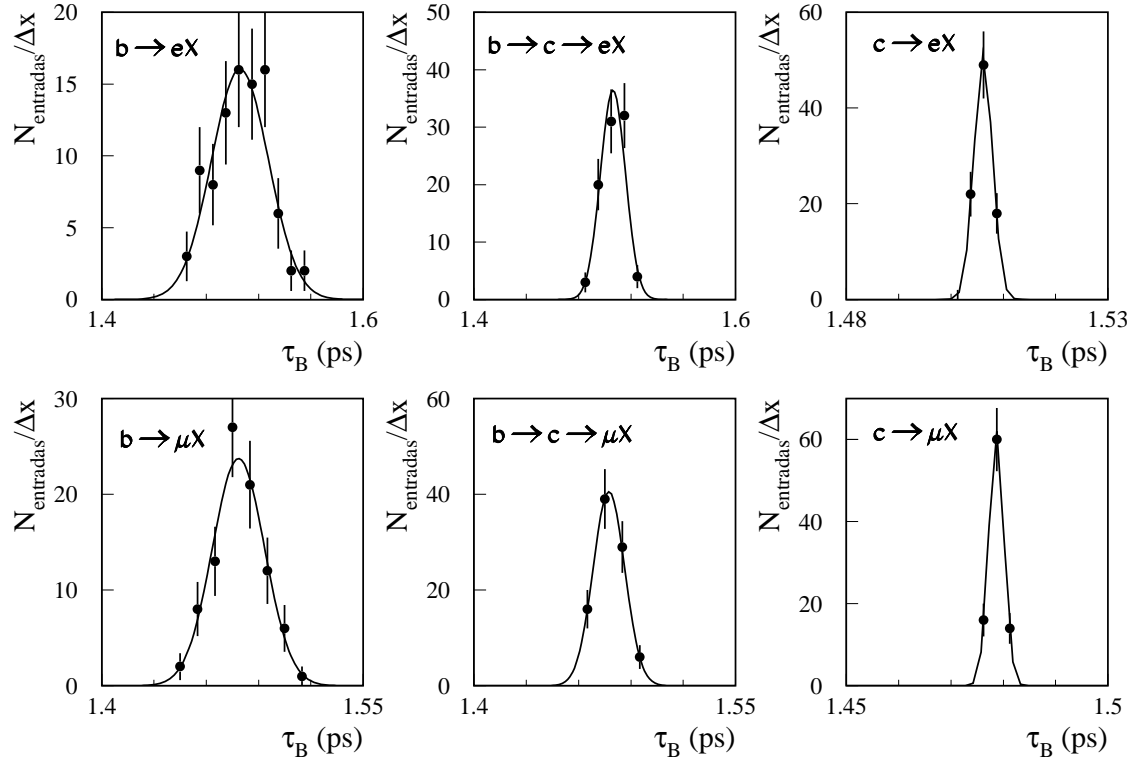 N_entradas/Δx
b→eX
20
15
10
5
0
1.4
1.6
τ_B (ps)
N_entradas/Δx
b→c→eX
50
40
30
20
10
0
1.4
1.6
τ_B (ps)
N_entradas/Δx
c→eX
60
40
20
0
1.48
1.53
τ_B (ps)
N_entradas/Δx
b→μX
30
20
10
0
1.4
1.55
τ_B (ps)
N_entradas/Δx
b→c→μX
60
40
20
0
1.4
1.55
τ_B (ps)
N_entradas/Δx
c→μX
60
40
20
0
1.45
1.5
τ_B (ps)